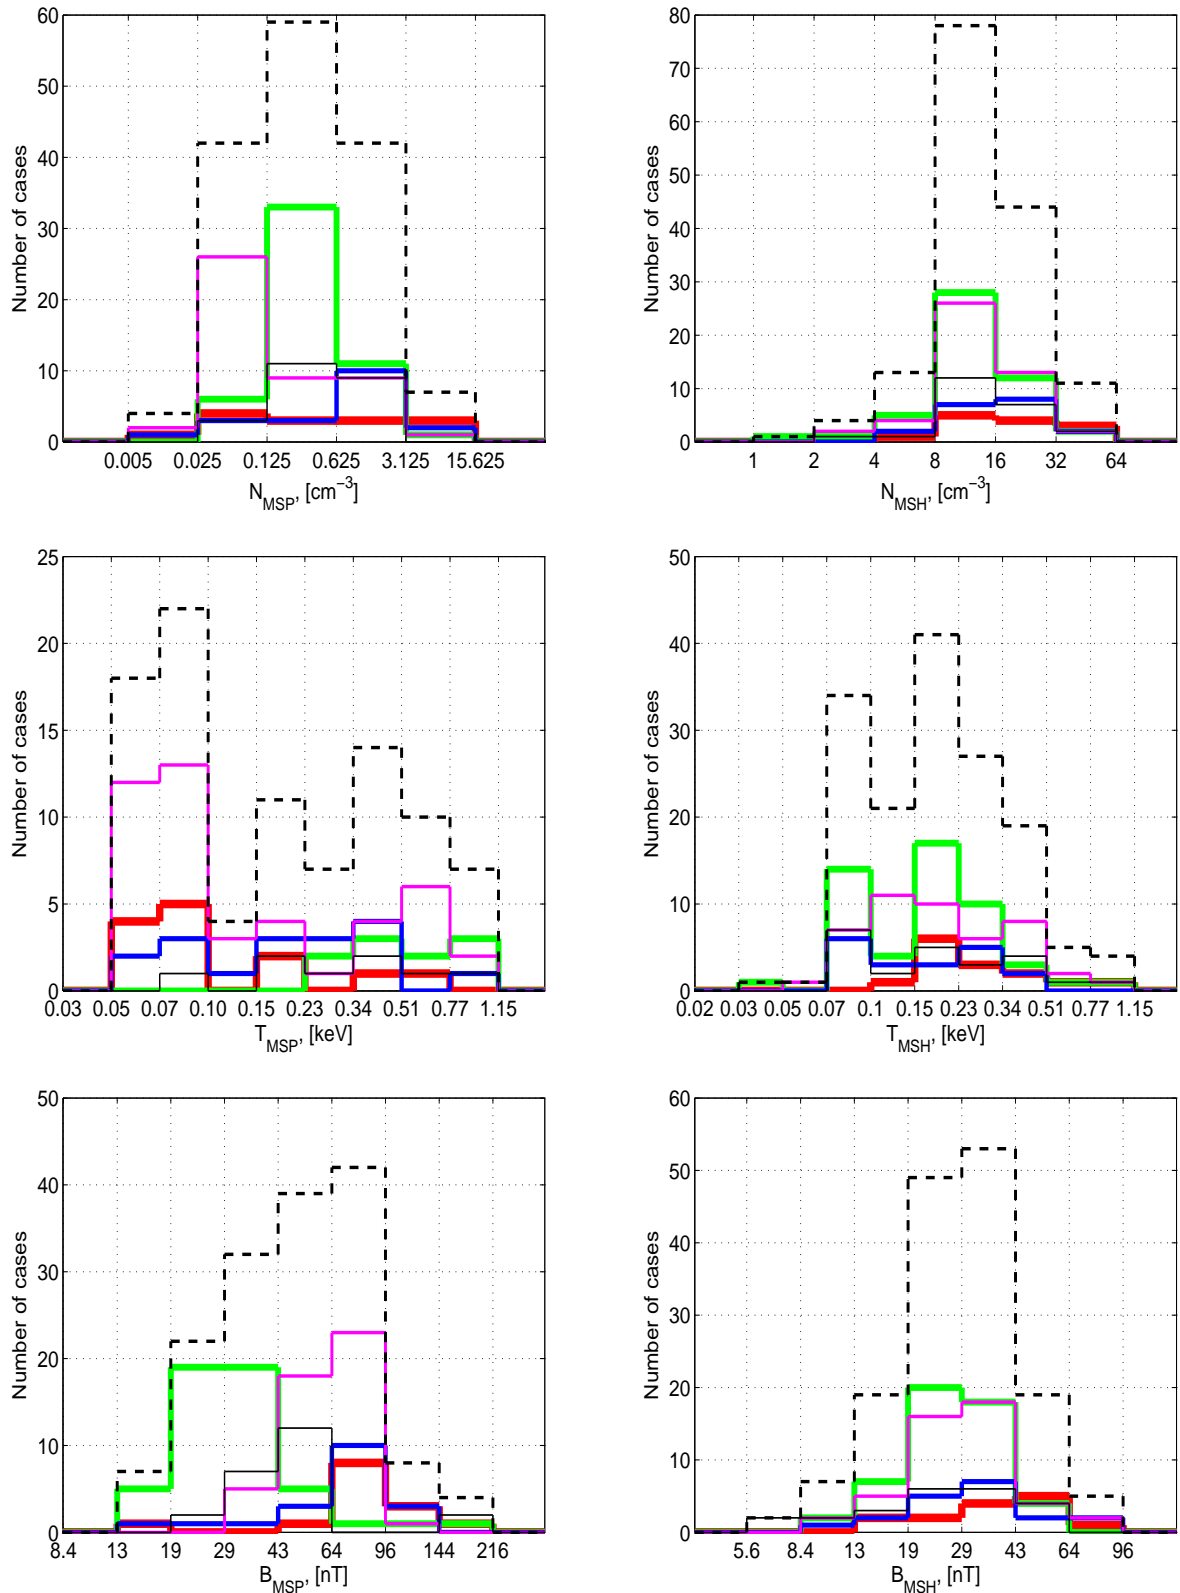 60
50
40
30
20
10
0
Number of cases
0.005 0.025 0.125 0.625 3.125 15.625
N_MSP, [cm^−3]
80
70
60
50
40
30
20
10
0
Number of cases
1 2 4 8 16 32 64
N_MSH, [cm^−3]
25
20
15
10
5
0
Number of cases
0.03 0.05 0.07 0.10 0.15 0.23 0.34 0.51 0.77 1.15
T_MSP, [keV]
50
40
30
20
10
0
Number of cases
0.02 0.03 0.05 0.07 0.1 0.15 0.23 0.34 0.51 0.77 1.15
T_MSH, [keV]
50
40
30
20
10
0
Number of cases
8.4 13 19 29 43 64 96 144 216
B_MSP, [nT]
60
50
40
30
20
10
0
Number of cases
5.6 8.4 13 19 29 43 64 96
B_MSH, [nT]